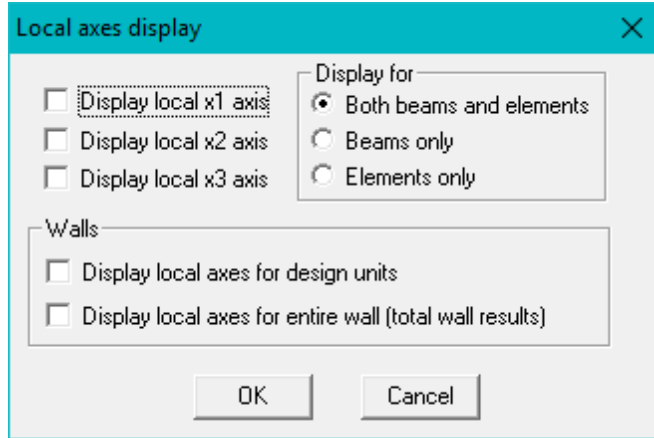 Local axes display
Display local x1 axis
Display local x2 axis
Display local x3 axis
Display for
Both beams and elements
Beams only
Elements only
Walls
Display local axes for design units
Display local axes for entire wall (total wall results)
OK
Cancel